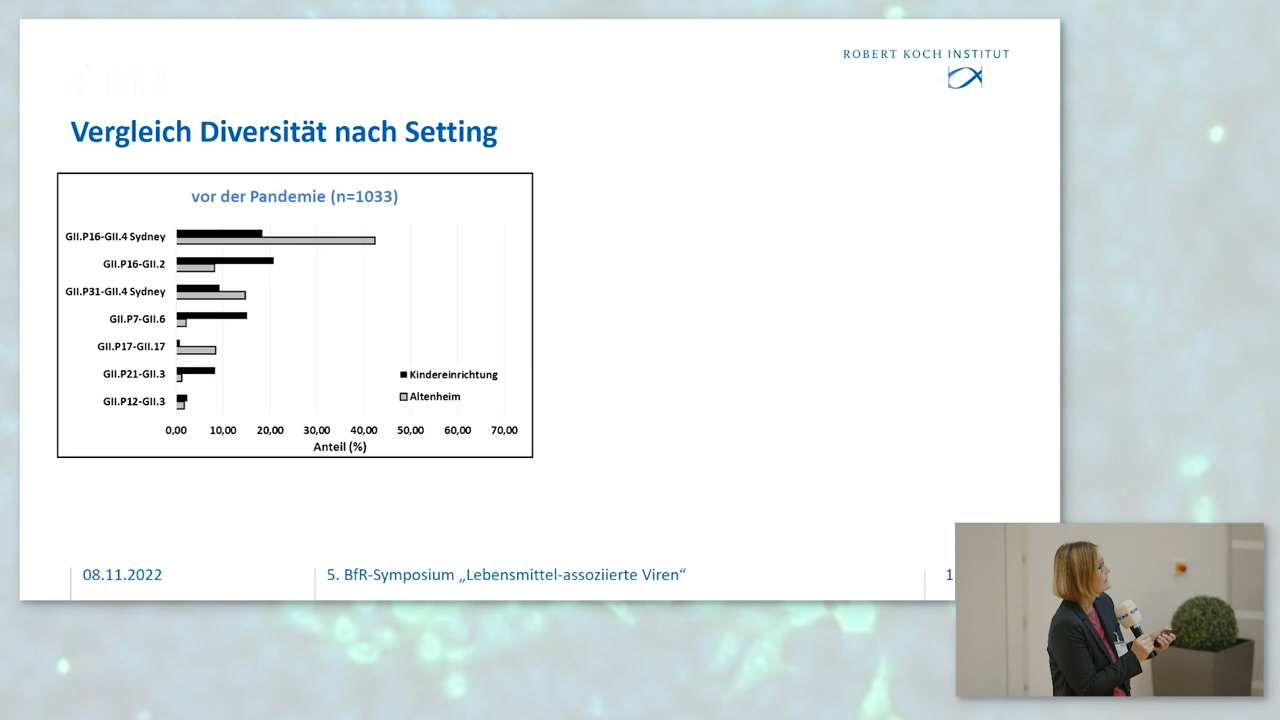 ROBERT KOCH INSTITUT
Vergleich Diversität nach Setting
vor der Pandemie (n=1033)
GII.P16-GII.4 Sydney
GII.P16-GII.2
GII.P31-GII.4 Sydney
GII.P7-GII.6
GII.P17-GII.17
GII.P21-GII.3
GII.P12-GII.3
Kindereinrichtung
Altenheim
0,00 10,00 20,00 30,00 40,00 50,00 60,00 70,00
Anteil (%)
08.11.2022
5. BfR-Symposium „Lebensmittel-assoziierte Viren“
1